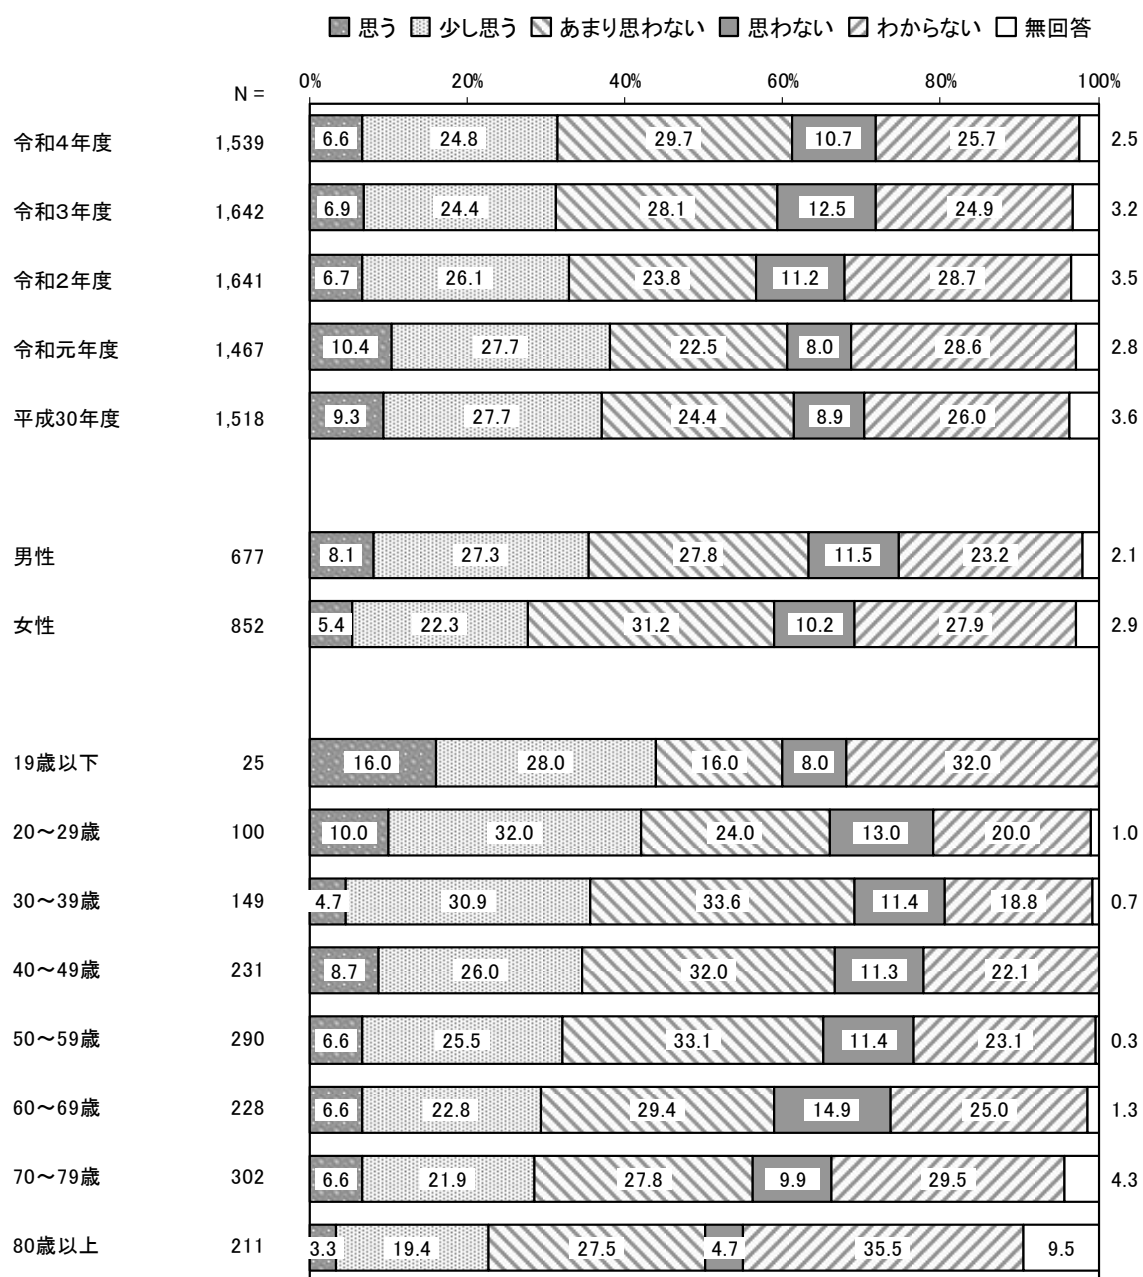 思う 少し思う あまり思わない 思わない わからない 無回答
0% 20% 40% 60% 80% 100%
N =
令和4年度 1,539 6.6 24.8 29.7 10.7 25.7 2.5
令和3年度 1,642 6.9 24.4 28.1 12.5 24.9 3.2
令和2年度 1,641 6.7 26.1 23.8 11.2 28.7 3.5
令和元年度 1,467 10.4 27.7 22.5 8.0 28.6 2.8
平成30年度 1,518 9.3 27.7 24.4 8.9 26.0 3.6
男性 677 8.1 27.3 27.8 11.5 23.2 2.1
女性 852 5.4 22.3 31.2 10.2 27.9 2.9
19歳以下 25 16.0 28.0 16.0 8.0 32.0
20～29歳 100 10.0 32.0 24.0 13.0 20.0 1.0
30～39歳 149 4.7 30.9 33.6 11.4 18.8 0.7
40～49歳 231 8.7 26.0 32.0 11.3 22.1
50～59歳 290 6.6 25.5 33.1 11.4 23.1 0.3
60～69歳 228 6.6 22.8 29.4 14.9 25.0 1.3
70～79歳 302 6.6 21.9 27.8 9.9 29.5 4.3
80歳以上 211 3.3 19.4 27.5 4.7 35.5 9.5